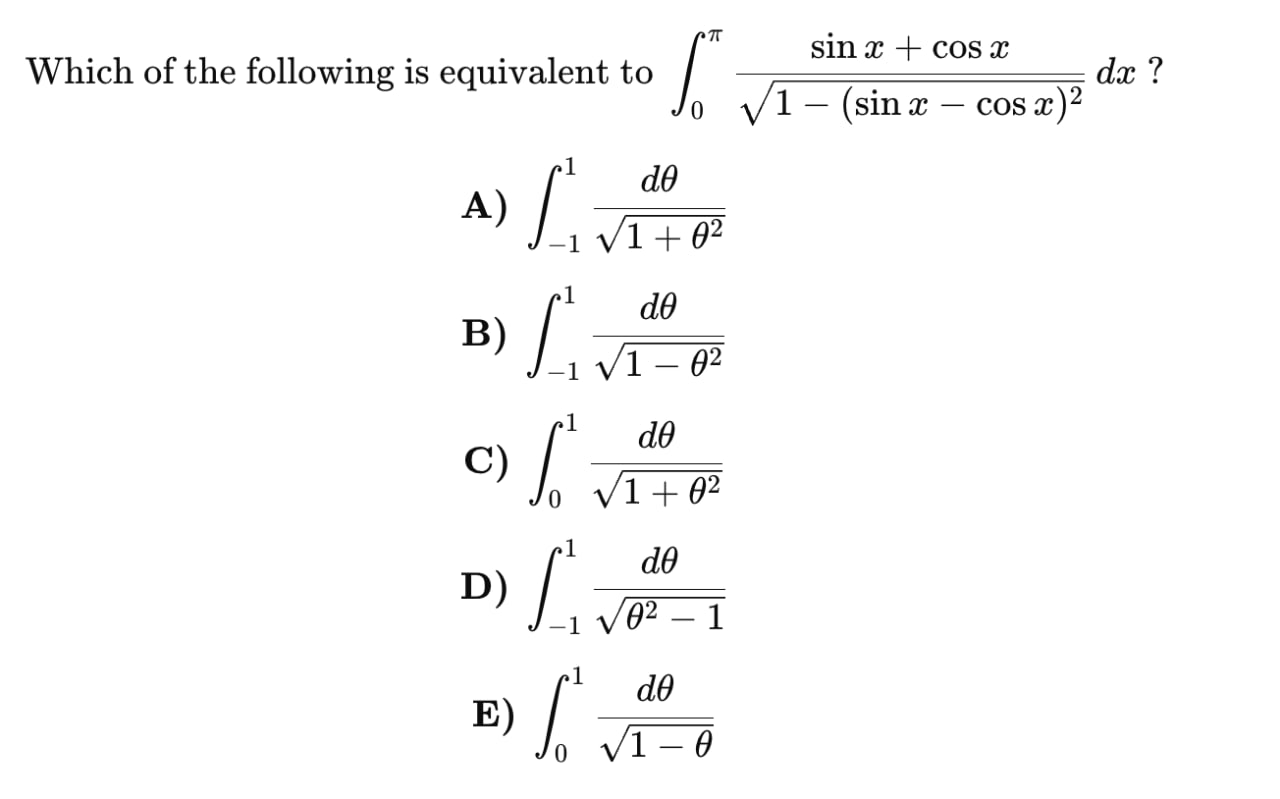 Which of the following is equivalent to ∫₀^π (sin x + cos x) / √(1 − (sin x − cos x)²) dx ?
A) ∫₋₁¹ dθ / √(1 + θ²)
B) ∫₋₁¹ dθ / √(1 − θ²)
C) ∫₀¹ dθ / √(1 + θ²)
D) ∫₋₁¹ dθ / √(θ² − 1)
E) ∫₀¹ dθ / √(1 − θ)